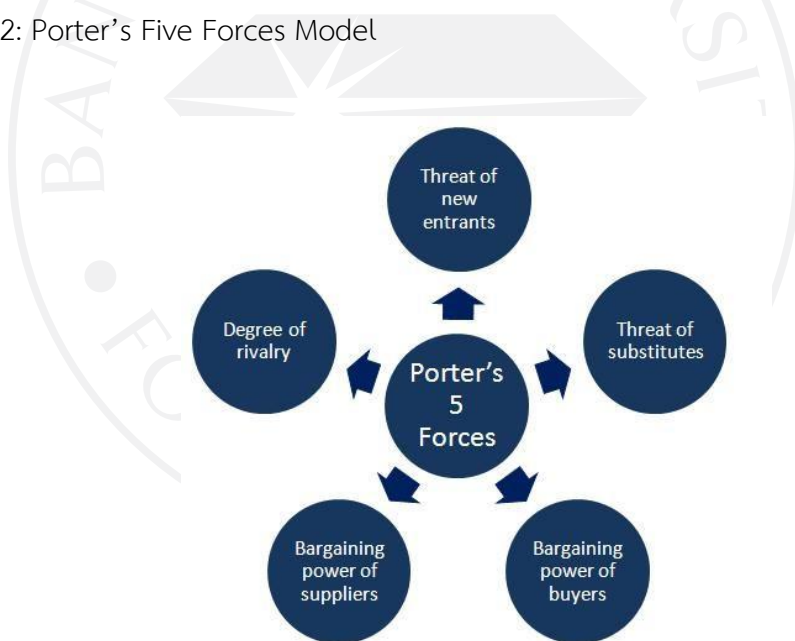 2: Porter’s Five Forces Model
Threat of
new
entrants
Degree of
rivalry
Threat of
substitutes
Porter’s
5
Forces
Bargaining
power of
suppliers
Bargaining
power of
buyers